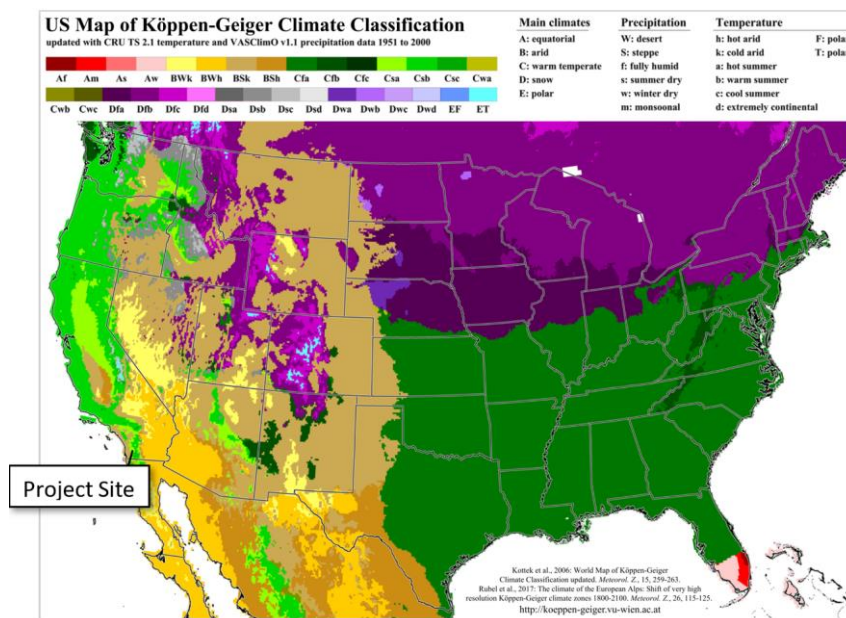 US Map of Köppen-Geiger Climate Classification
updated with CRU TS 2.1 temperature and VASClimO v1.1 precipitation data 1951 to 2000
Af Am As Aw BWk BWh BSk BSh Cfa Cfb Cfc Csa Csb Csc Cwa
Cwb Cwc Dfa Dfb Dfc Dfd Dsa Dsb Dsc Dsd Dwa Dwb Dwc Dwd EF ET
Main climates
A: equatorial
B: arid
C: warm temperate
D: snow
E: polar
Precipitation
W: desert
S: steppe
f: fully humid
s: summer dry
w: winter dry
m: monsoonal
Temperature
h: hot arid
k: cold arid
a: hot summer
b: warm summer
c: cool summer
d: extremely continental
F: pola
T: pola
Project Site
Kottek et al., 2006: World Map of Köppen-Geiger
Climate Classification updated. Meteorol. Z., 15, 259-263.
Rubel et al., 2017: The climate of the European Alps: Shift of very high
resolution Köppen-Geiger climate zones 1800-2100. Meteorol. Z., 26, 115-125.
http://koeppen-geiger.vu-wien.ac.at